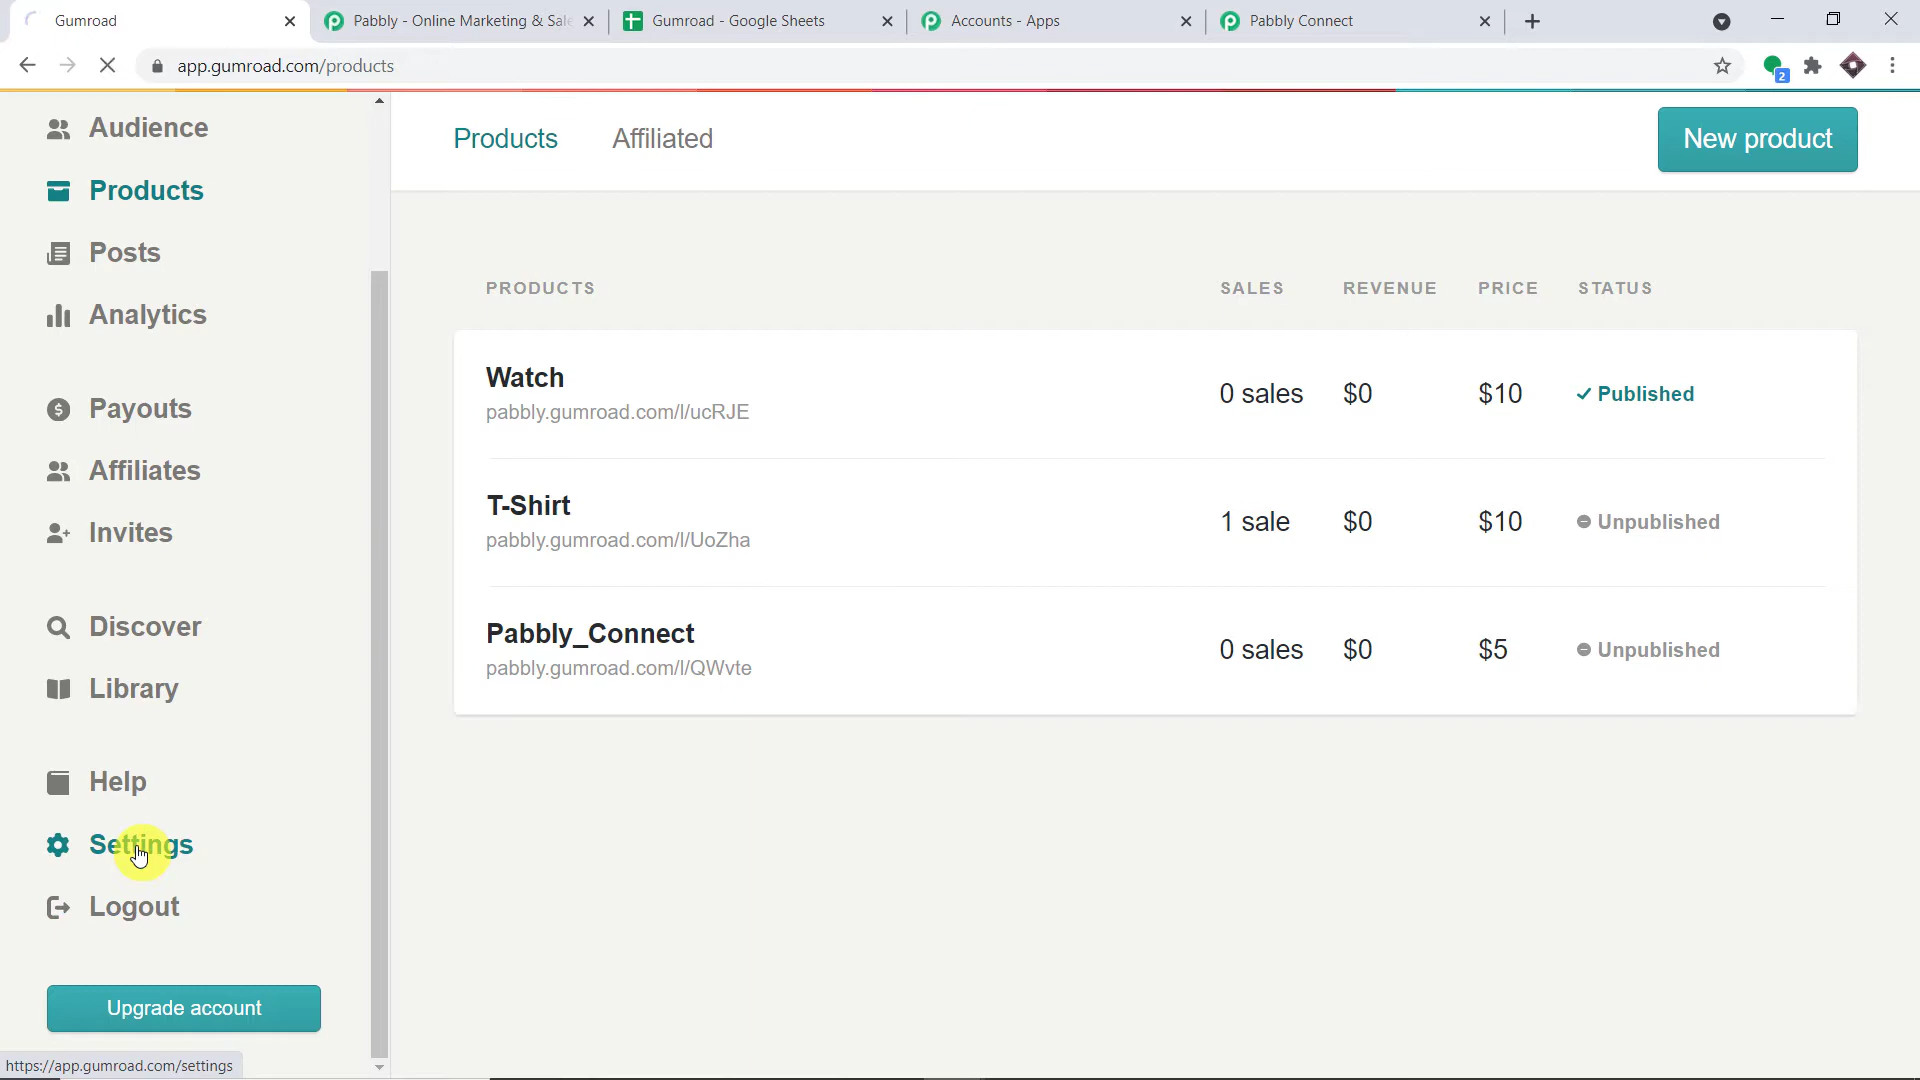 Gumroad
Pabbly - Online Marketing & Sale
Gumroad - Google Sheets
Accounts - Apps
Pabbly Connect
app.gumroad.com/products
2
Audience
Products
Posts
Analytics
Payouts
Affiliates
Invites
Discover
Library
Help
Settings
Logout
Upgrade account
https://app.gumroad.com/settings
Products
Affiliated
New product
PRODUCTS SALES REVENUE PRICE STATUS
Watch
pabbly.gumroad.com/l/ucRJE
0 sales $0 $10 Published
T-Shirt
pabbly.gumroad.com/l/UoZha
1 sale $0 $10 Unpublished
Pabbly_Connect
pabbly.gumroad.com/l/QWvte
0 sales $0 $5 Unpublished